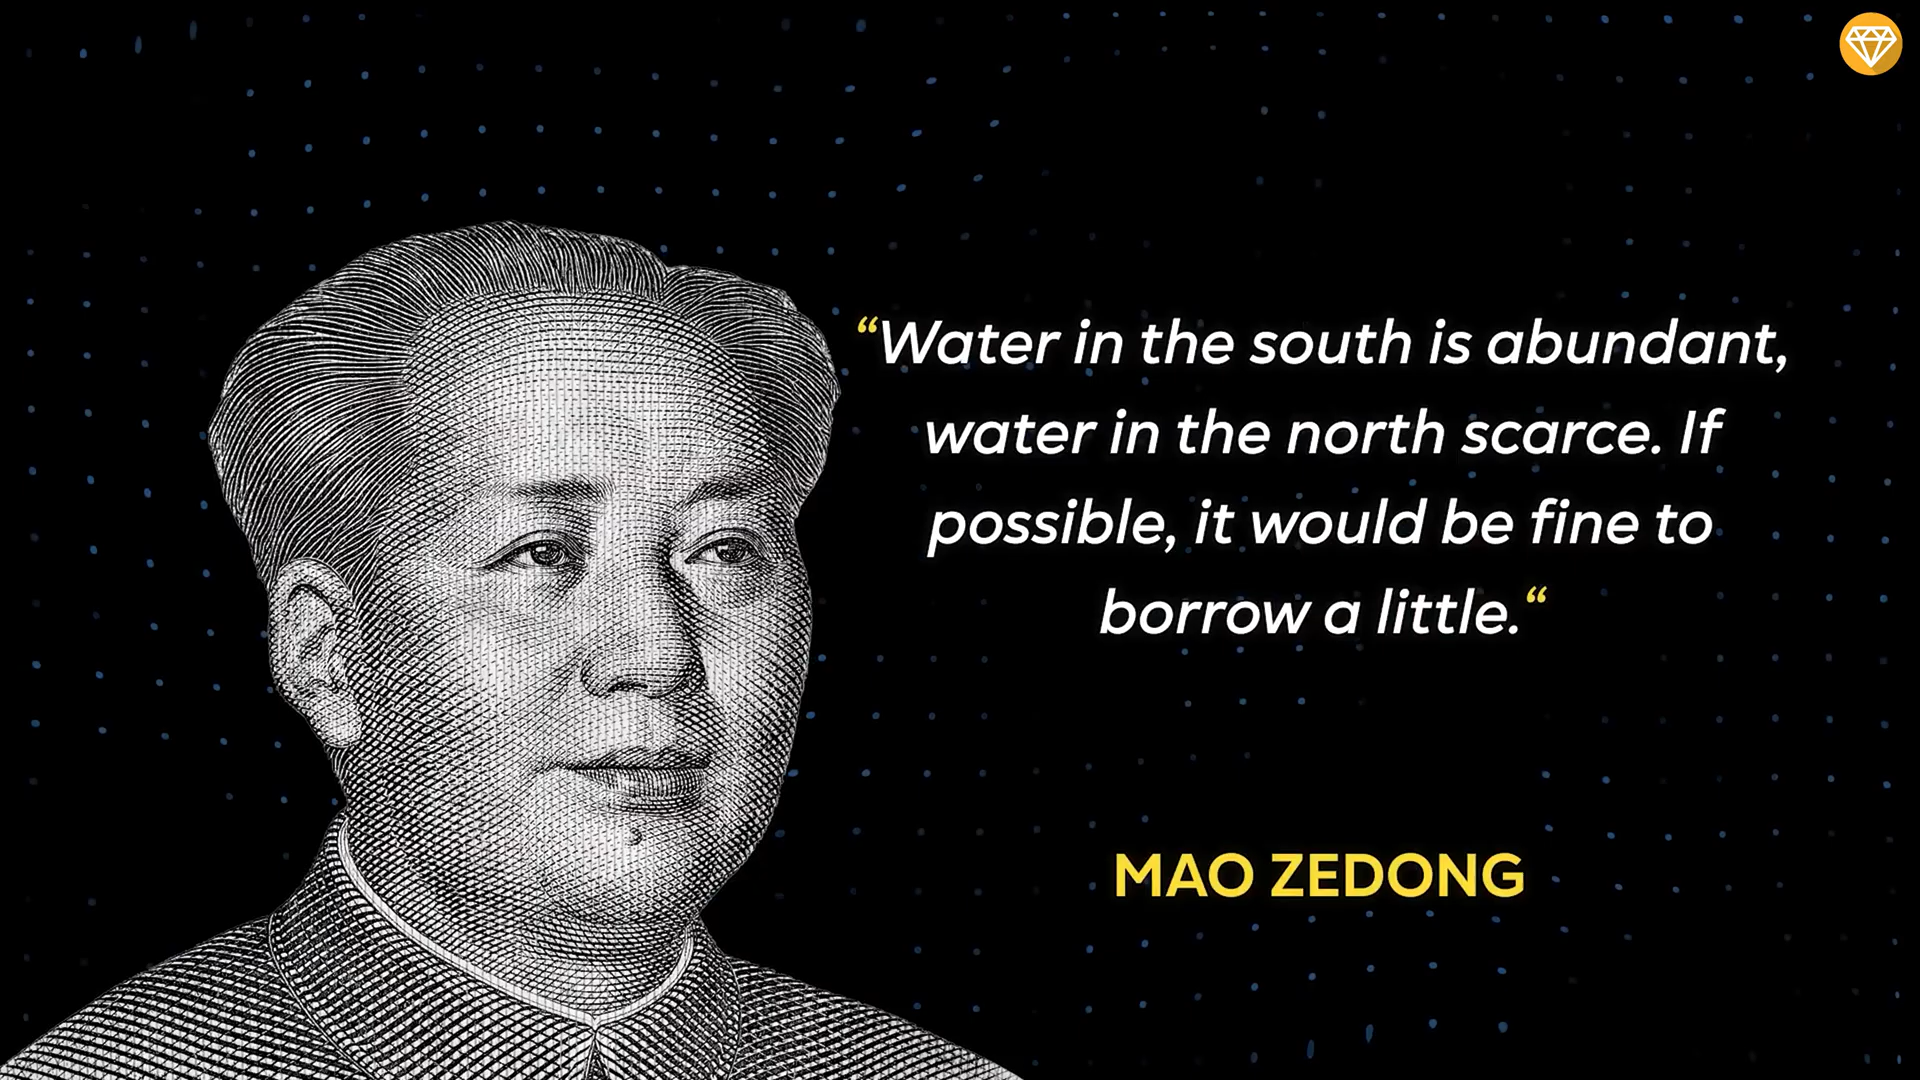 “Water in the south is abundant,
water in the north scarce. If
possible, it would be fine to
borrow a little.“
MAO ZEDONG